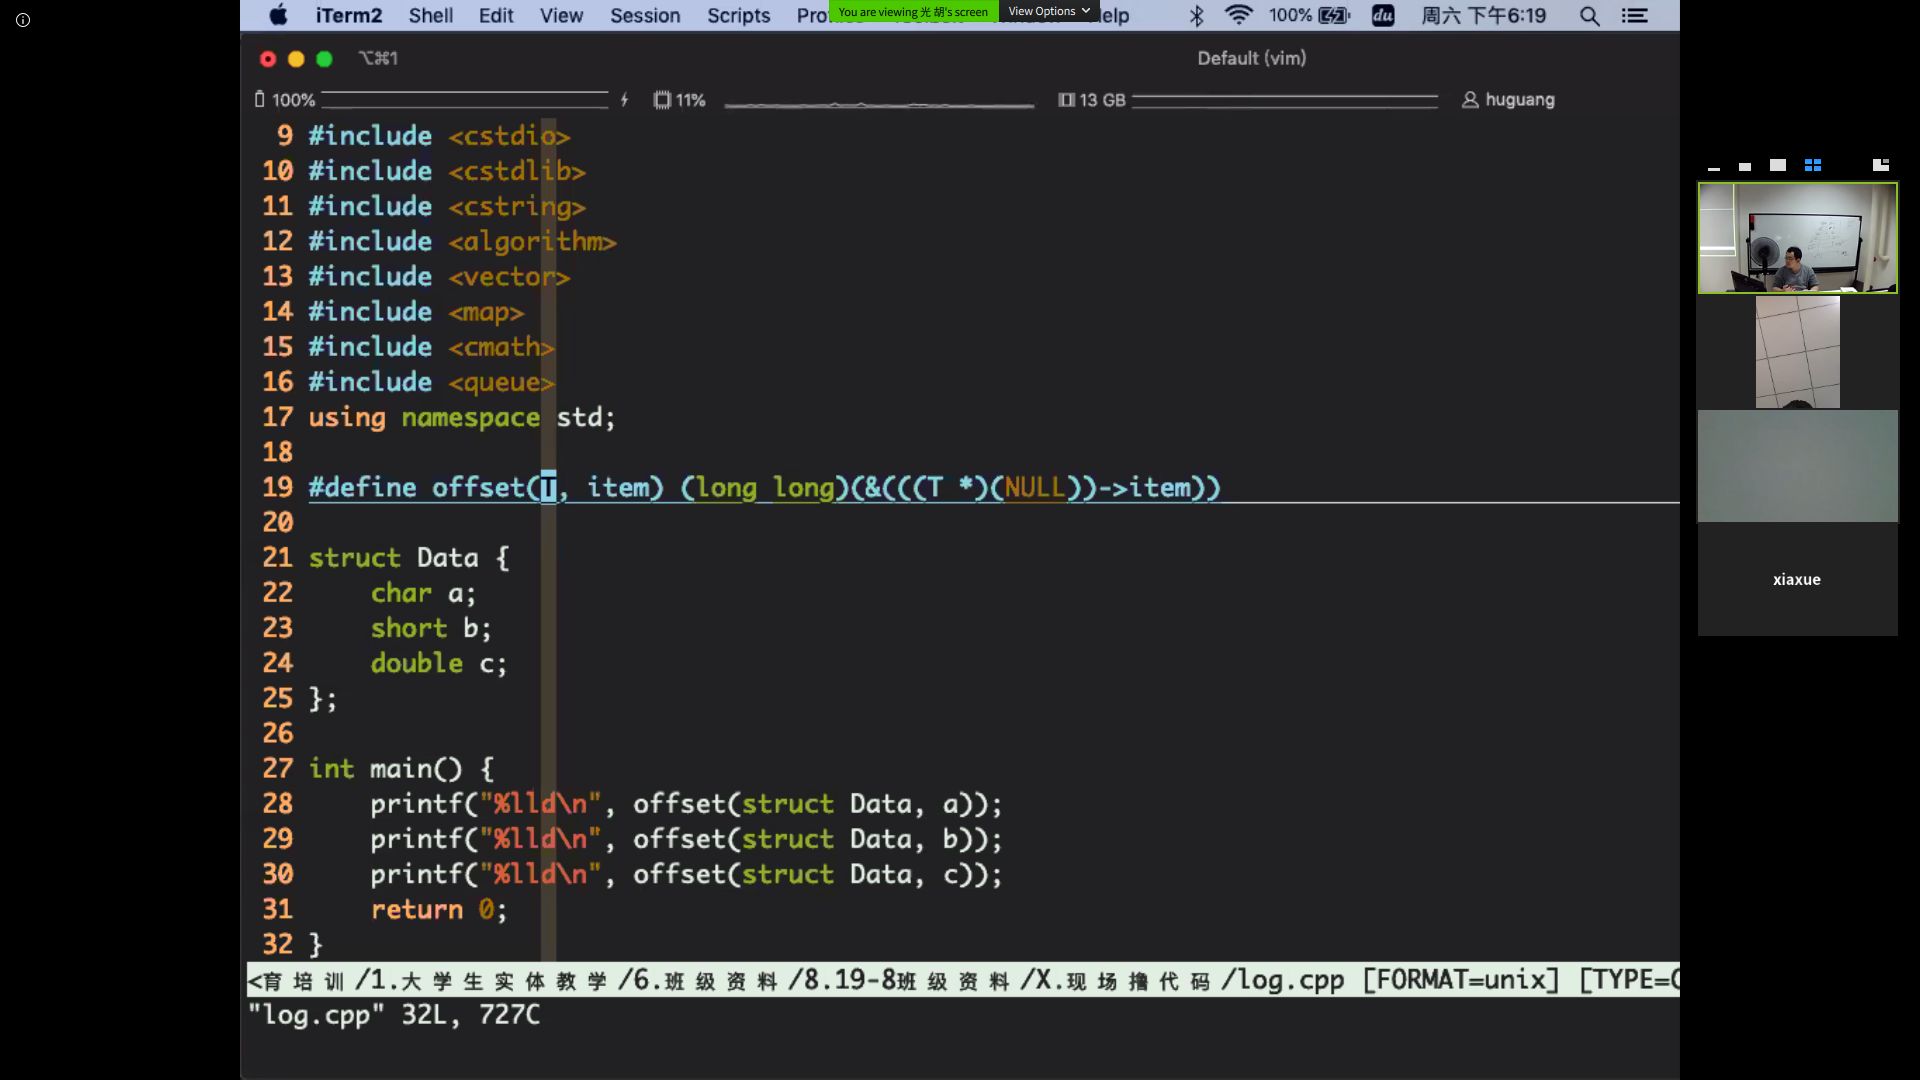 iTerm2 Shell Edit View Session Scripts Pro
You are viewing 光 胡's screen
View Options
elp
100%
du
周六 下午6:19
⌥⌘1
Default (vim)
100%
11%
13 GB
huguang
9 #include <cstdio>
10 #include <cstdlib>
11 #include <cstring>
12 #include <algorithm>
13 #include <vector>
14 #include <map>
15 #include <cmath>
16 #include <queue>
17 using namespace std;
18
19 #define offset(T, item) (long long)(&(((T *)(NULL))->item))
20
21 struct Data {
22     char a;
23     short b;
24     double c;
25 };
26
27 int main() {
28     printf("%lld\n", offset(struct Data, a));
29     printf("%lld\n", offset(struct Data, b));
30     printf("%lld\n", offset(struct Data, c));
31     return 0;
32 }
<育培训/1.大学生实体教学/6.班级资料/8.19-8班级资料/X.现场撸代码/log.cpp [FORMAT=unix] [TYPE=C
"log.cpp" 32L, 727C
xiaxue